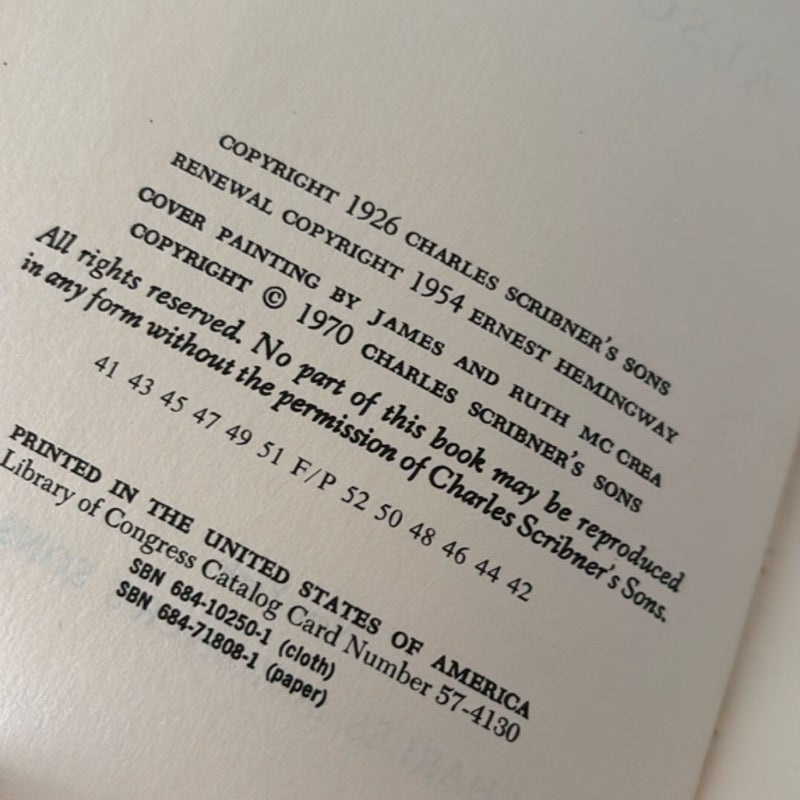 COPYRIGHT 1926 CHARLES SCRIBNER'S SONS
RENEWAL COPYRIGHT 1954 ERNEST HEMINGWAY
COVER PAINTING BY JAMES AND RUTH MC CREA
COPYRIGHT © 1970 CHARLES SCRIBNER'S SONS
All rights reserved. No part of this book may be reproduced
in any form without the permission of Charles Scribner's Sons.
41 43 45 47 49 51 F/P 52 50 48 46 44 42
PRINTED IN THE UNITED STATES OF AMERICA
Library of Congress Catalog Card Number 57-4130
SBN 684-10250-1 (cloth)
SBN 684-71808-1 (paper)